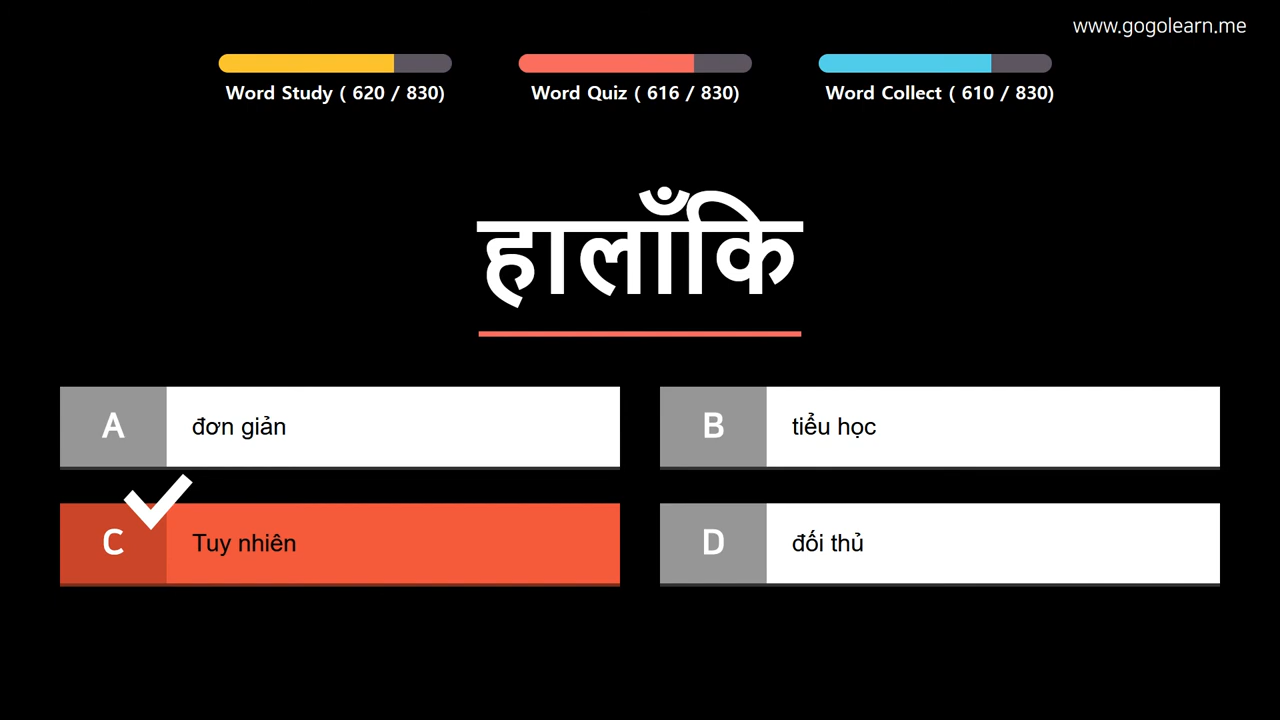 www.gogolearn.me
Word Study ( 620 / 830)
Word Quiz ( 616 / 830)
Word Collect ( 610 / 830)
हालाँकि
A đơn giản
B tiểu học
C Tuy nhiên
D đối thủ